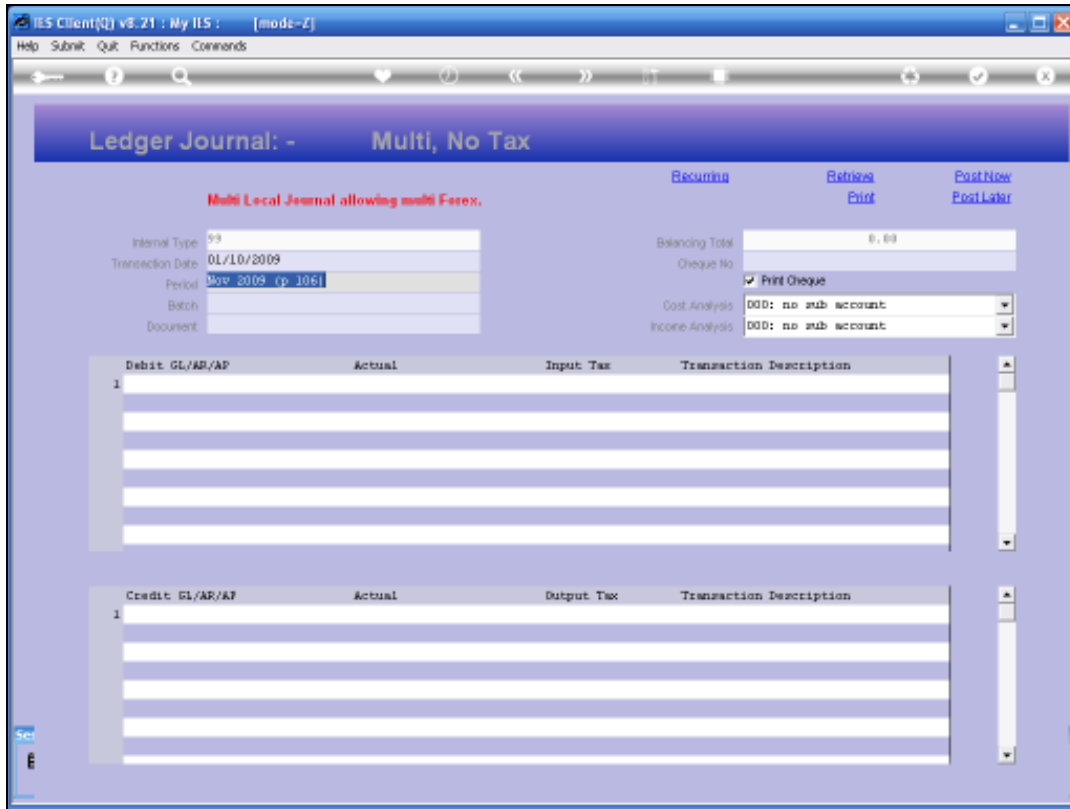 IES Client(Q) v8.21 : My IES : [mode-Z]
Help Submit Quit Functions Commands
Ledger Journal: - Multi, No Tax
Recurring Retrieve Post Now
Multi Local Journal allowing multi Forex. Print Post Later
Internal Type 99 Balancing Total 0.00
Transaction Date 01/10/2009 Cheque No
Period Nov 2009 (p 106) Print Cheque
Batch Cost Analysis 000: no sub account
Document Income Analysis 000: no sub account
Debit GL/AR/AP Actual Input Tax Transaction Description
1
Credit GL/AR/AP Actual Output Tax Transaction Description
1